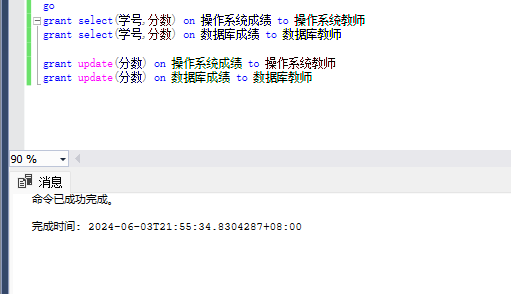 go
grant select(学号,分数) on 操作系统成绩 to 操作系统教师
grant select(学号,分数) on 数据库成绩 to 数据库教师
grant update(分数) on 操作系统成绩 to 操作系统教师
grant update(分数) on 数据库成绩 to 数据库教师
90 %
消息
命令已成功完成。
完成时间: 2024-06-03T21:55:34.8304287+08:00